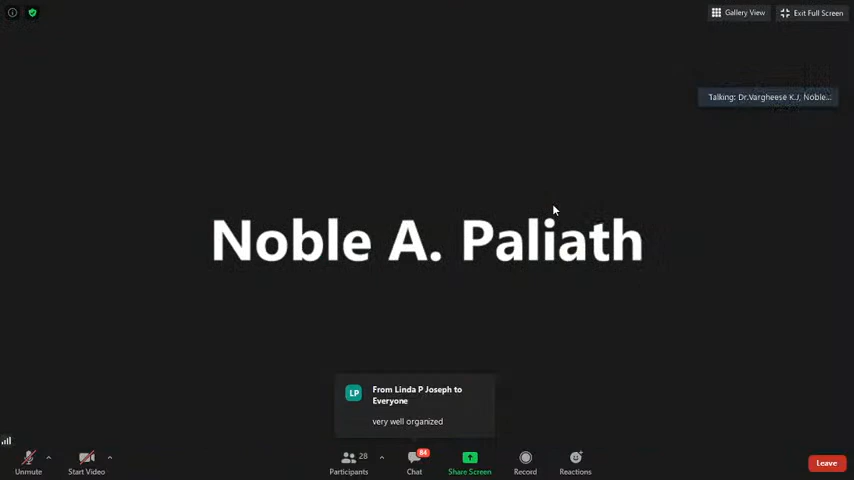 Gallery View
Exit Full Screen
Talking: Dr.Vargheese K.J, Noble...
Noble A. Paliath
LP
From Linda P Joseph to
Everyone
very well organized
Unmute
Start Video
Participants
28
Chat
84
Share Screen
Record
Reactions
Leave